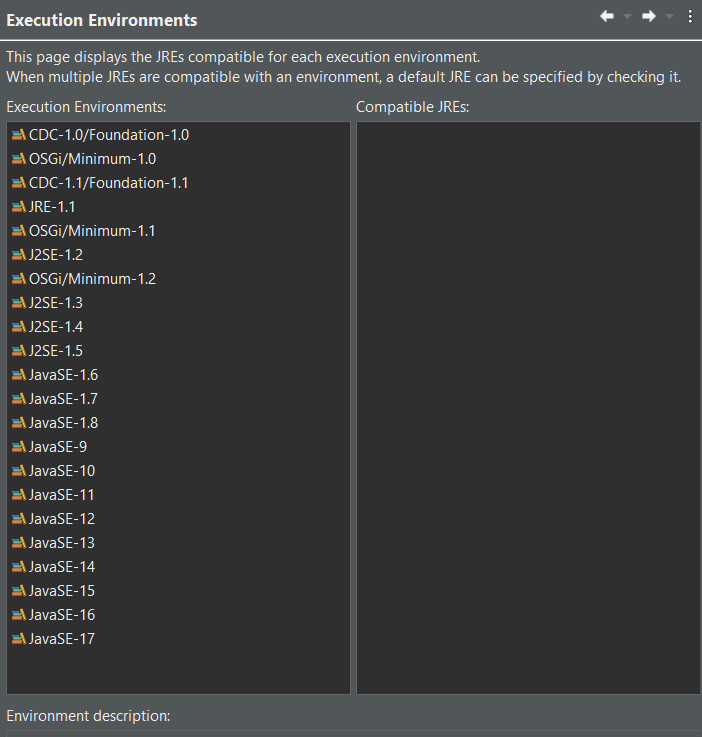 Execution Environments
This page displays the JREs compatible for each execution environment.
When multiple JREs are compatible with an environment, a default JRE can be specified by checking it.
Execution Environments:
Compatible JREs:
CDC-1.0/Foundation-1.0
OSGi/Minimum-1.0
CDC-1.1/Foundation-1.1
JRE-1.1
OSGi/Minimum-1.1
J2SE-1.2
OSGi/Minimum-1.2
J2SE-1.3
J2SE-1.4
J2SE-1.5
JavaSE-1.6
JavaSE-1.7
JavaSE-1.8
JavaSE-9
JavaSE-10
JavaSE-11
JavaSE-12
JavaSE-13
JavaSE-14
JavaSE-15
JavaSE-16
JavaSE-17
Environment description: